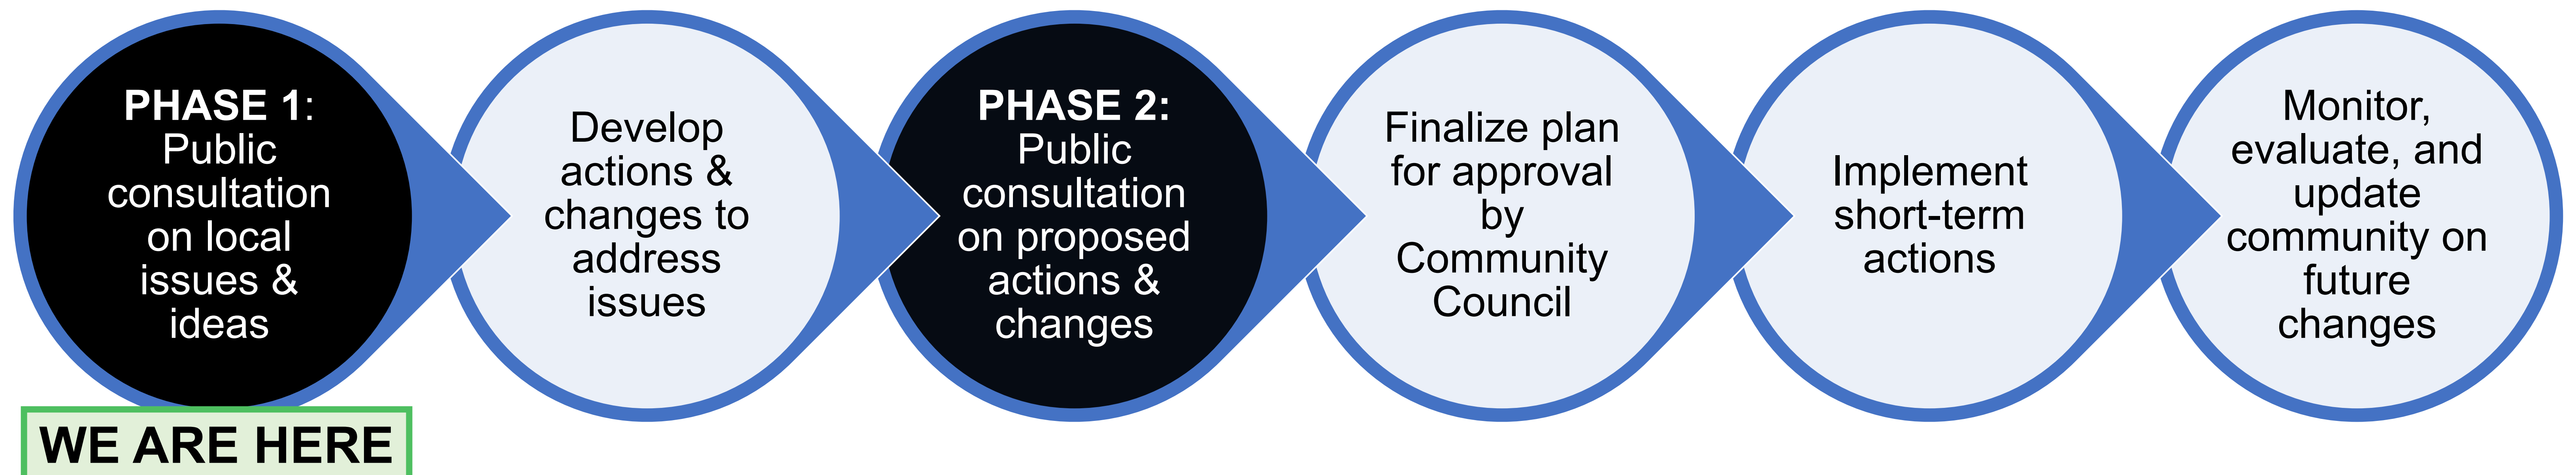 PHASE 1:
Public
consultation
on local
issues &
ideas
WE ARE HERE
Develop
actions &
changes to
address
issues
PHASE 2:
Public
consultation
on proposed
actions &
changes
Finalize plan
for approval
by
Community
Council
Implement
short-term
actions
Monitor,
evaluate, and
update
community on
future
changes